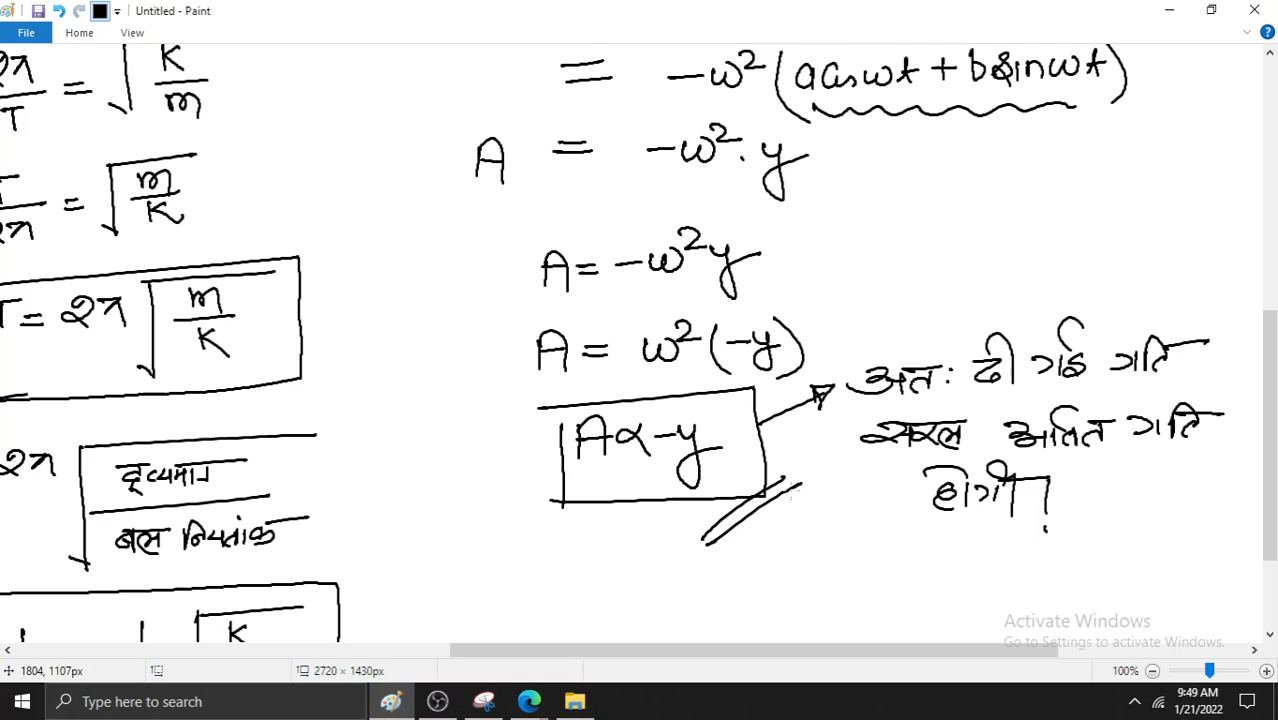 Untitled - Paint
File Home View
2π/T = √(K/m)
T/2π = √(m/K)
T = 2π √(m/K)
2π √(द्रव्यमान/बल नियतांक)
K
= -ω²(a cosωt + b sinωt)
A = -ω². y
A = -ω²y
A = ω²(-y)
A ∝ -y
अतः दी गई गति
सरल आवर्त गति
होगी।
Activate Windows
Go to Settings to activate Windows.
1804, 1107px
2720 × 1430px
100%
Type here to search
9:49 AM
1/21/2022